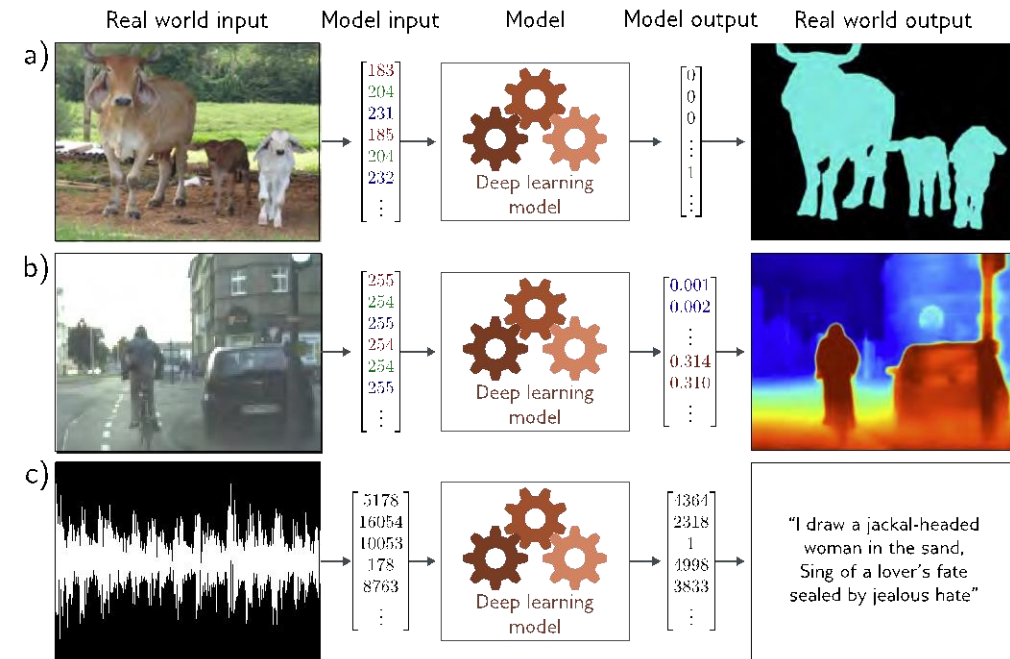 Real world input
Model input
Model
Model output
Real world output
a)
183
204
231
185
204
232
⋮
Deep learning
model
0
0
0
⋮
1
⋮
b)
255
254
255
254
254
255
⋮
Deep learning
model
0.001
0.002
⋮
0.314
0.310
⋮
c)
5178
16054
10053
178
8763
⋮
Deep learning
model
4364
2318
1
4998
3833
⋮
“I draw a jackal-headed
woman in the sand,
Sing of a lover’s fate
sealed by jealous hate”